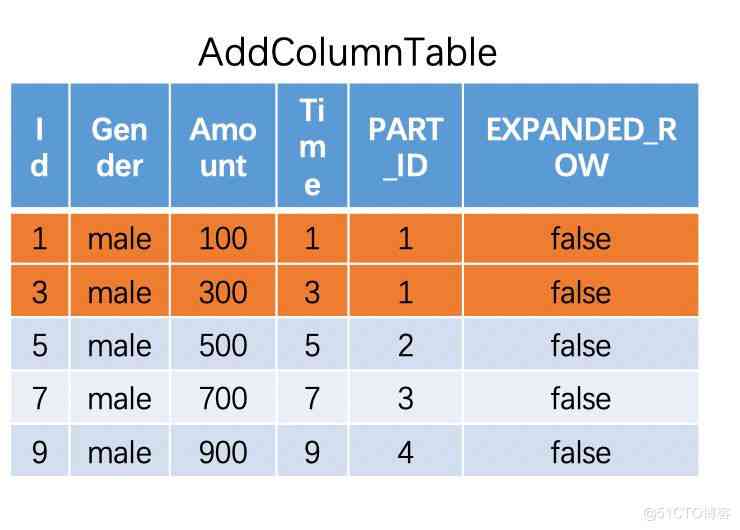 AddColumnTable
Id Gender Amount Time PART_ID EXPANDED_ROW
1 male 100 1 1 false
3 male 300 3 1 false
5 male 500 5 2 false
7 male 700 7 3 false
9 male 900 9 4 false
@51CTO博客